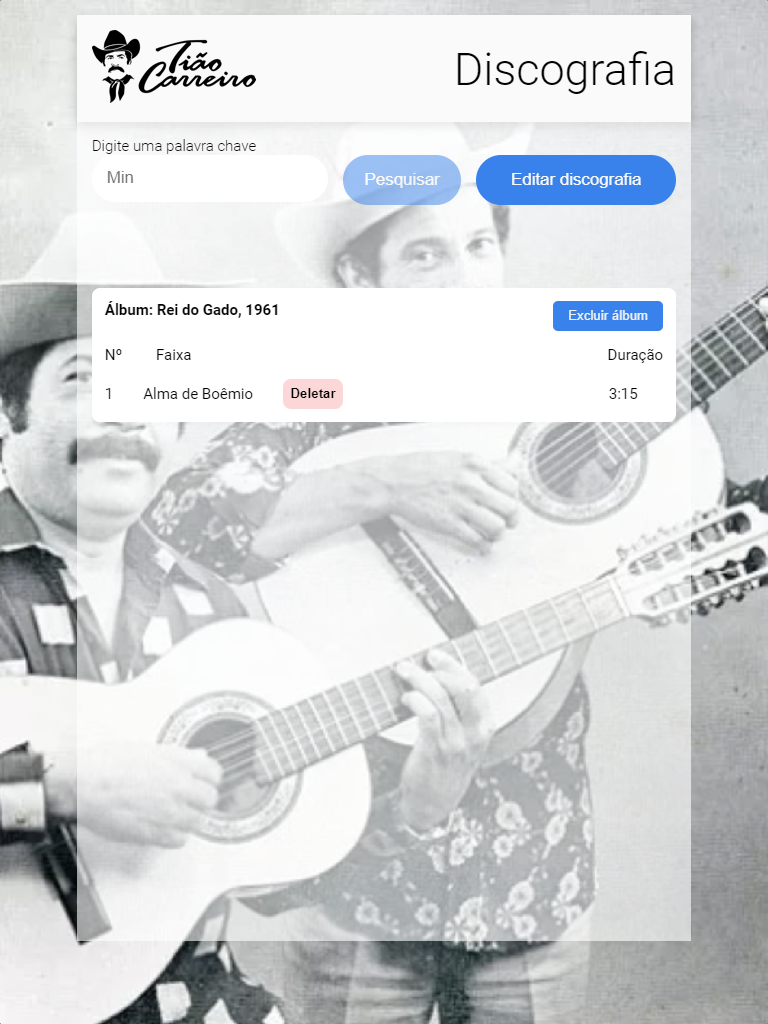 Tião
Carreiro
Discografia
Digite uma palavra chave
Min
Pesquisar
Editar discografia
Álbum: Rei do Gado, 1961
Excluir álbum
Nº Faixa Duração
1 Alma de Boêmio Deletar 3:15